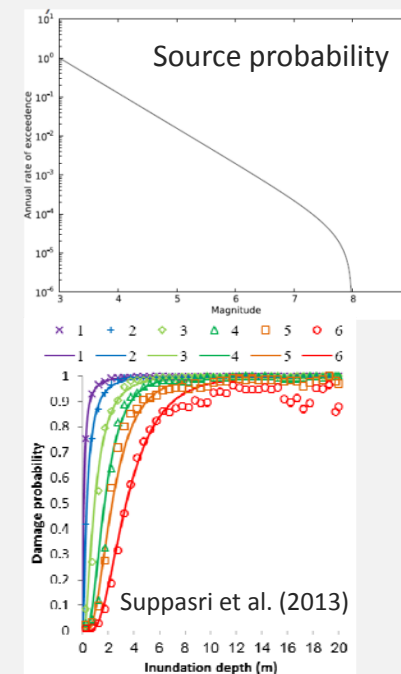 10¹
Source probability
10⁰
10⁻¹
10⁻²
10⁻³
10⁻⁴
10⁻⁵
10⁻⁶
Annual rate of exceedence
3 4 5 6 7 8
Magnitude
1 2 3 4 5 6
1 2 3 4 5 6
1
0.9
0.8
0.7
0.6
0.5
0.4
0.3
0.2
0.1
0
Damage probability
Suppasri et al. (2013)
0 2 4 6 8 10 12 14 16 18 20
Inundation depth (m)